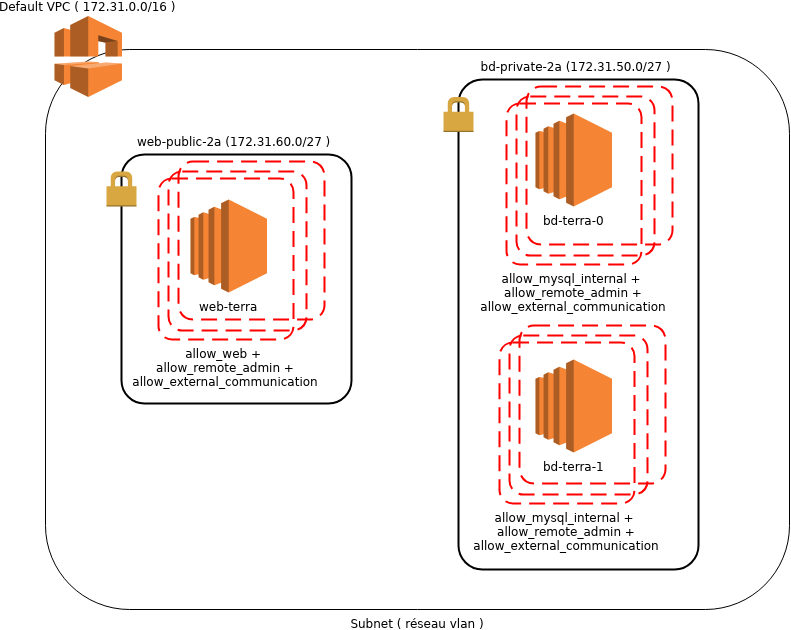 Default VPC ( 172.31.0.0/16 )
bd-private-2a (172.31.50.0/27 )
web-public-2a (172.31.60.0/27 )
web-terra
allow_web +
allow_remote_admin +
allow_external_communication
bd-terra-0
allow_mysql_internal +
allow_remote_admin +
allow_external_communication
bd-terra-1
allow_mysql_internal +
allow_remote_admin +
allow_external_communication
Subnet ( réseau vlan )